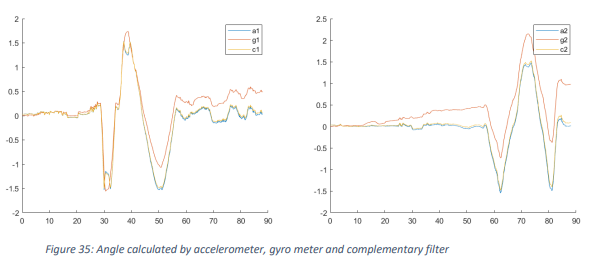 2
1.5
1
0.5
0
-0.5
-1
-1.5
-2
0 10 20 30 40 50 60 70 80 90
a1
g1
c1
2.5
2
1.5
1
0.5
0
-0.5
-1
-1.5
-2
0 10 20 30 40 50 60 70 80 90
a2
g2
c2
Figure 35: Angle calculated by accelerometer, gyro meter and complementary filter